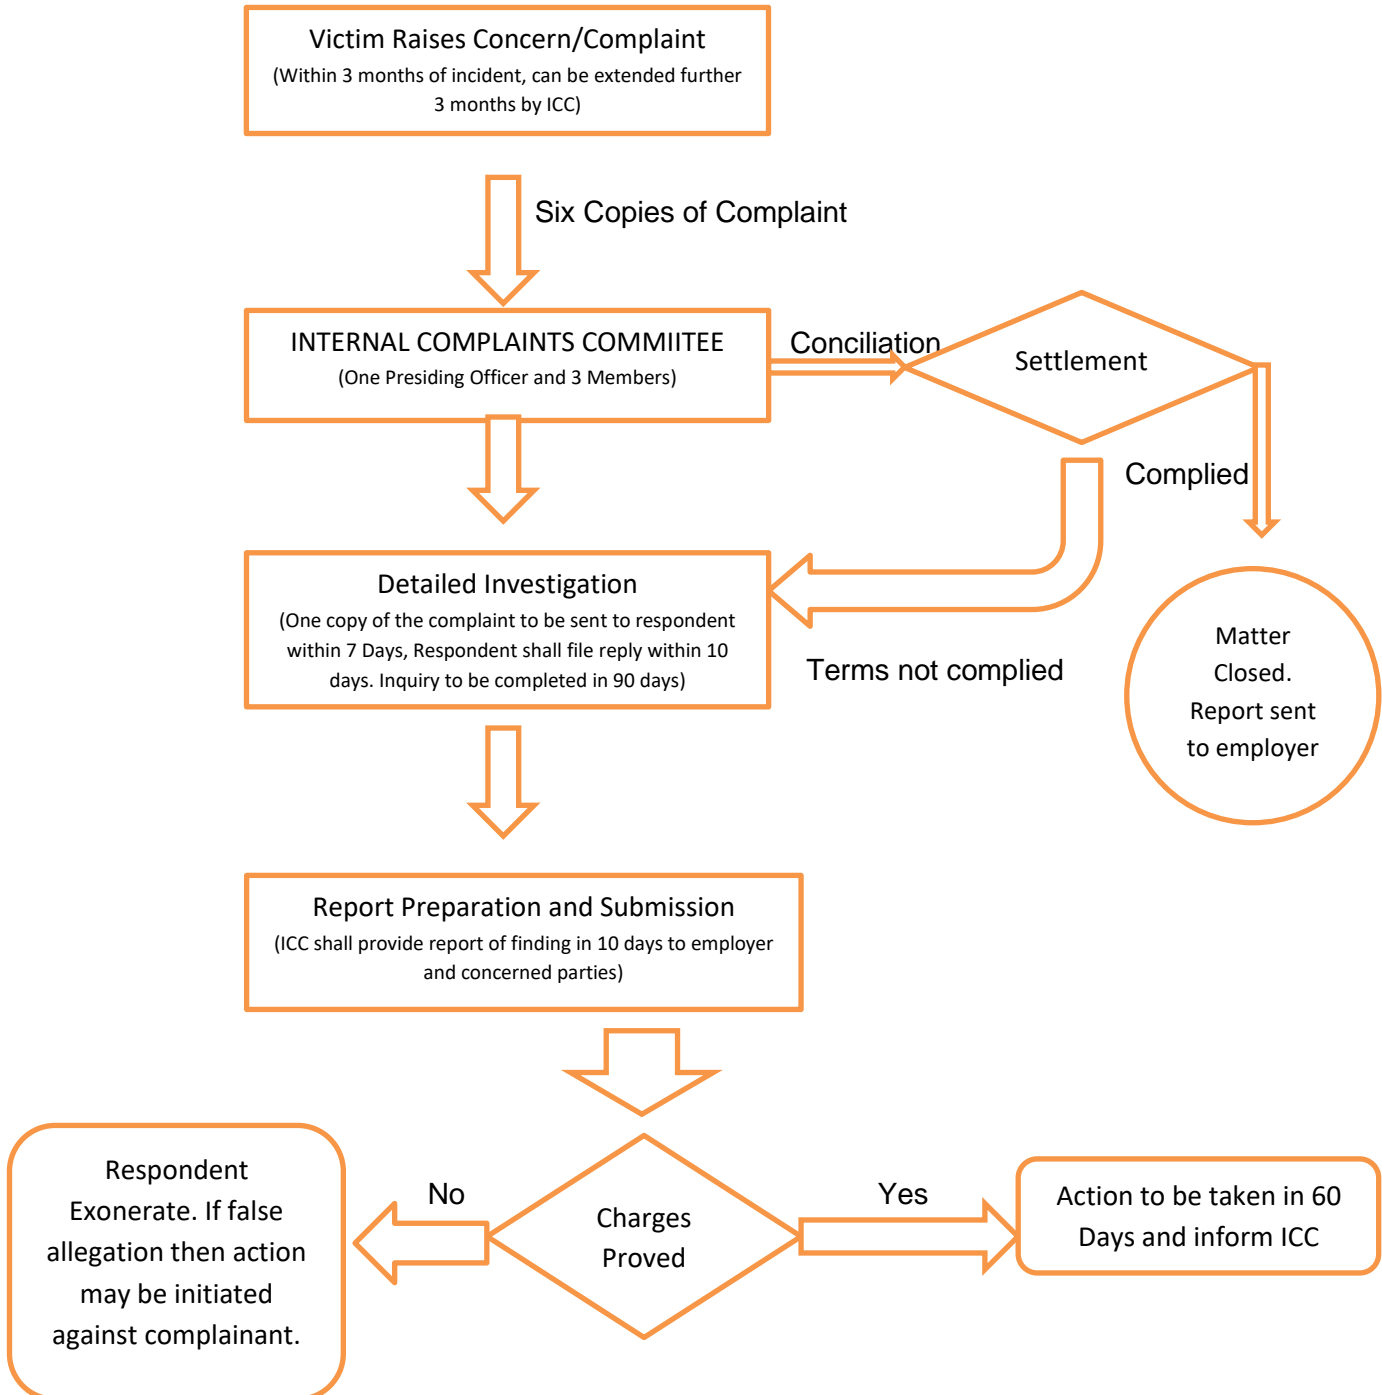 Victim Raises Concern/Complaint
(Within 3 months of incident, can be extended further
3 months by ICC)
Six Copies of Complaint
INTERNAL COMPLAINTS COMMIITEE
(One Presiding Officer and 3 Members)
Conciliation
Settlement
Complied
Detailed Investigation
(One copy of the complaint to be sent to respondent
within 7 Days, Respondent shall file reply within 10
days. Inquiry to be completed in 90 days)
Terms not complied
Matter
Closed.
Report sent
to employer
Report Preparation and Submission
(ICC shall provide report of finding in 10 days to employer
and concerned parties)
Respondent
Exonerate. If false
allegation then action
may be initiated
against complainant.
No
Charges
Proved
Yes
Action to be taken in 60
Days and inform ICC